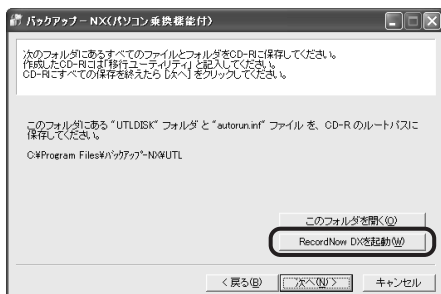 バックアップ-NX(パソコン乗換機能付)
次のフォルダにあるすべてのファイルとフォルダをCD-Rに保存してください。
作成したCD-Rには「移行ユーティリティ」と記入してください。
CD-Rにすべての保存を終えたら [次へ] をクリックしてください。
このフォルダにある "UTLDISK" フォルダ と "autorun.inf" ファイル を、CD-R のルートパスに
保存してください。
C:¥Program Files¥ﾊﾞｯｸｱｯﾌﾟ-NX¥UTL
このフォルダを開く(O)
RecordNow DXを起動(W)
< 戻る(B)
次へ(N) >
キャンセル